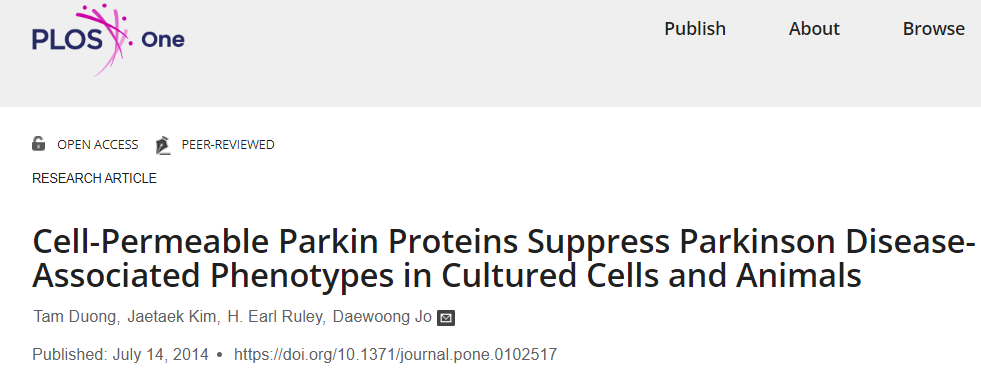 PLOS One
Publish About Browse
OPEN ACCESS PEER-REVIEWED
RESEARCH ARTICLE
Cell-Permeable Parkin Proteins Suppress Parkinson Disease-
Associated Phenotypes in Cultured Cells and Animals
Tam Duong, Jaetaek Kim, H. Earl Ruley, Daewoong Jo
Published: July 14, 2014 • https://doi.org/10.1371/journal.pone.0102517